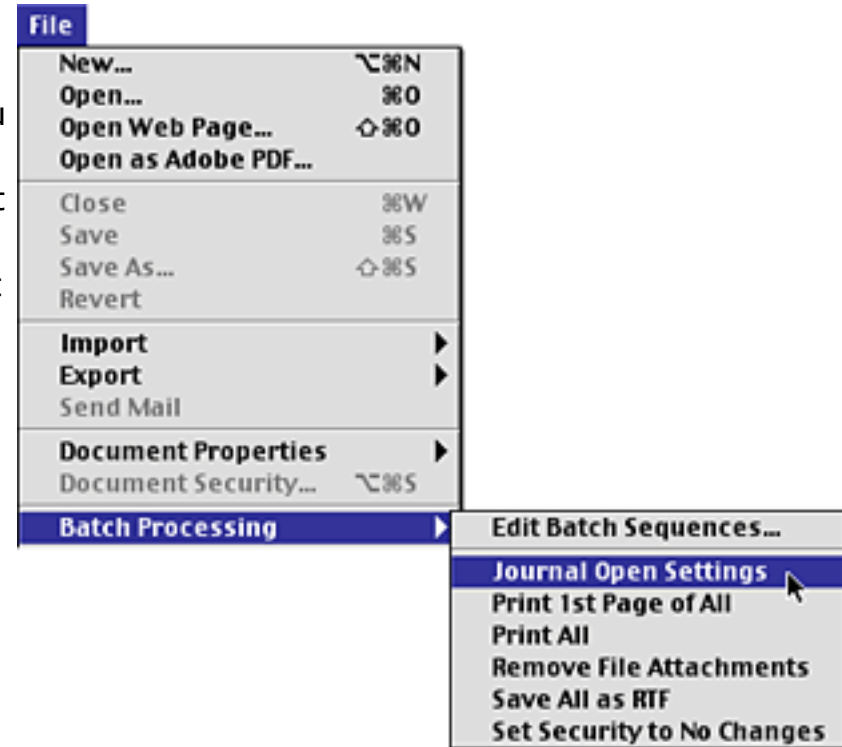 File
New... ⌥⌘N
Open... ⌘O
Open Web Page... ⇧⌘O
Open as Adobe PDF...
Close ⌘W
Save ⌘S
Save As... ⇧⌘S
Revert
Import
Export
Send Mail
Document Properties
Document Security... ⌥⌘S
Batch Processing
Edit Batch Sequences...
Journal Open Settings
Print 1st Page of All
Print All
Remove File Attachments
Save All as RTF
Set Security to No Changes